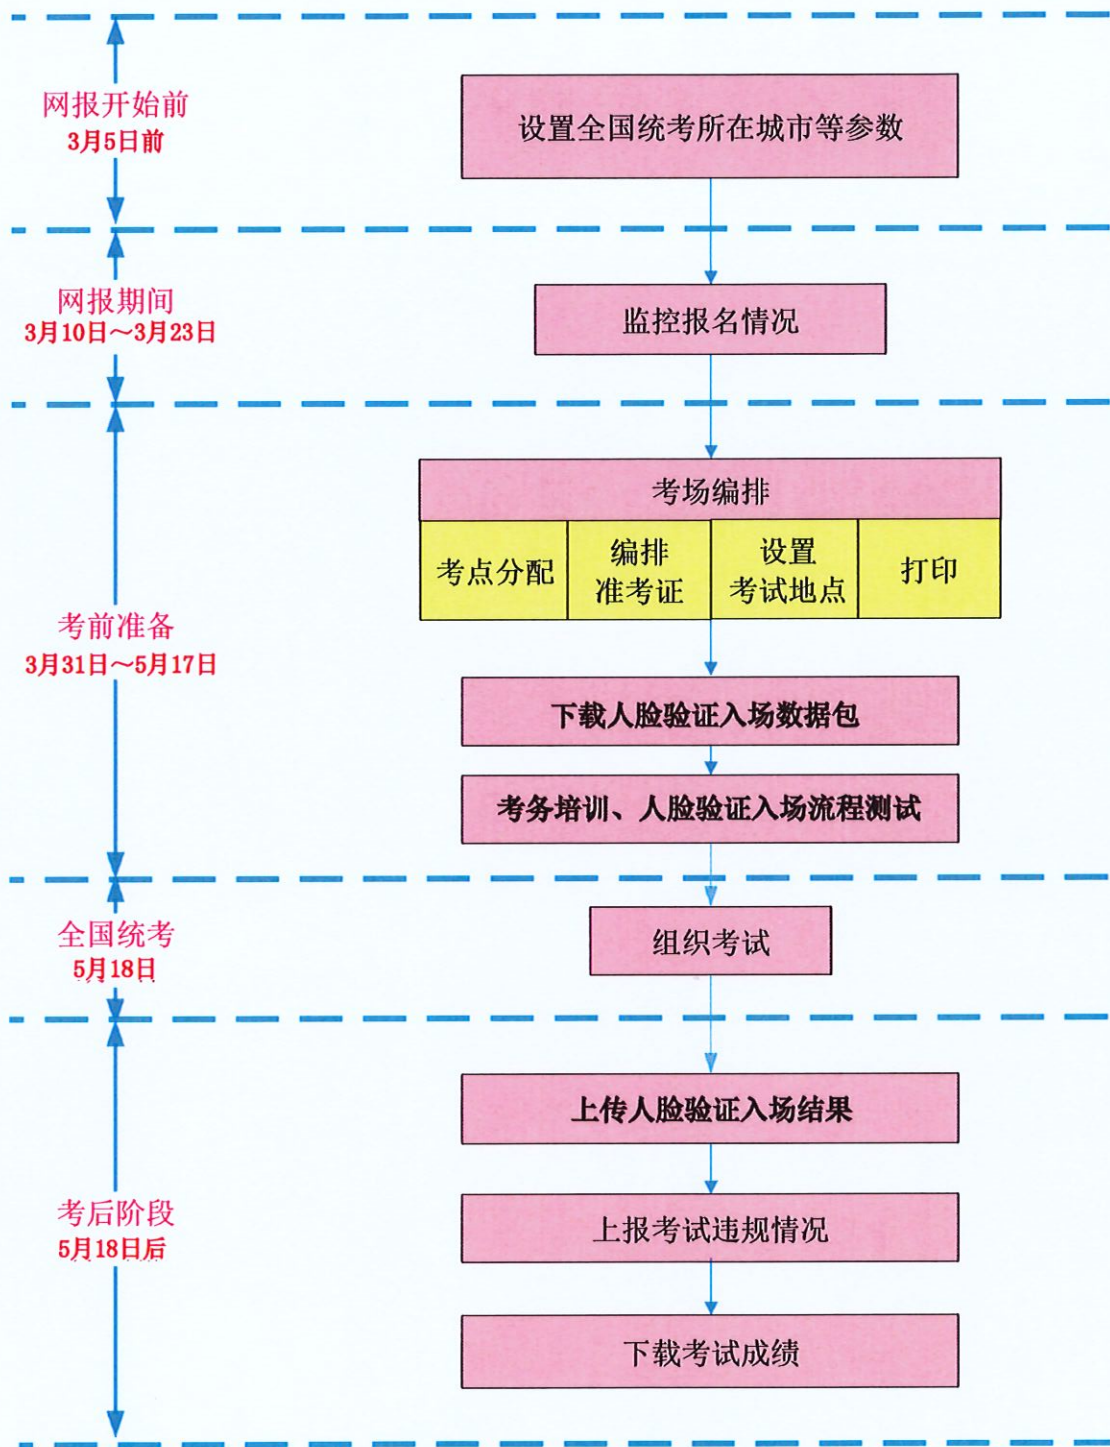 网报开始前
3月5日前
设置全国统考所在城市等参数
网报期间
3月10日～3月23日
监控报名情况
考前准备
3月31日～5月17日
考场编排
考点分配
编排
准考证
设置
考试地点
打印
下载人脸验证入场数据包
考务培训、人脸验证入场流程测试
全国统考
5月18日
组织考试
考后阶段
5月18日后
上传人脸验证入场结果
上报考试违规情况
下载考试成绩